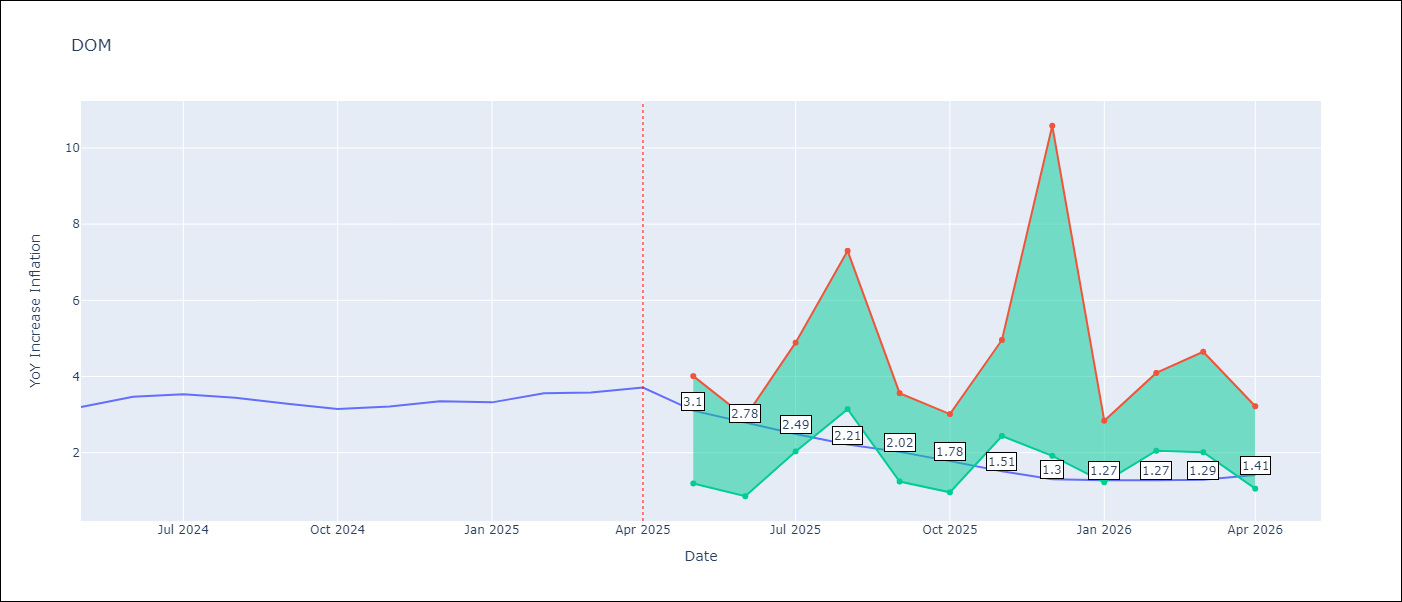 DOM
YoY Increase Inflation
10
8
6
4
2
3.1
2.78
2.49
2.21
2.02
1.78
1.51
1.3
1.27
1.27
1.29
1.41
Jul 2024
Oct 2024
Jan 2025
Apr 2025
Jul 2025
Oct 2025
Jan 2026
Apr 2026
Date